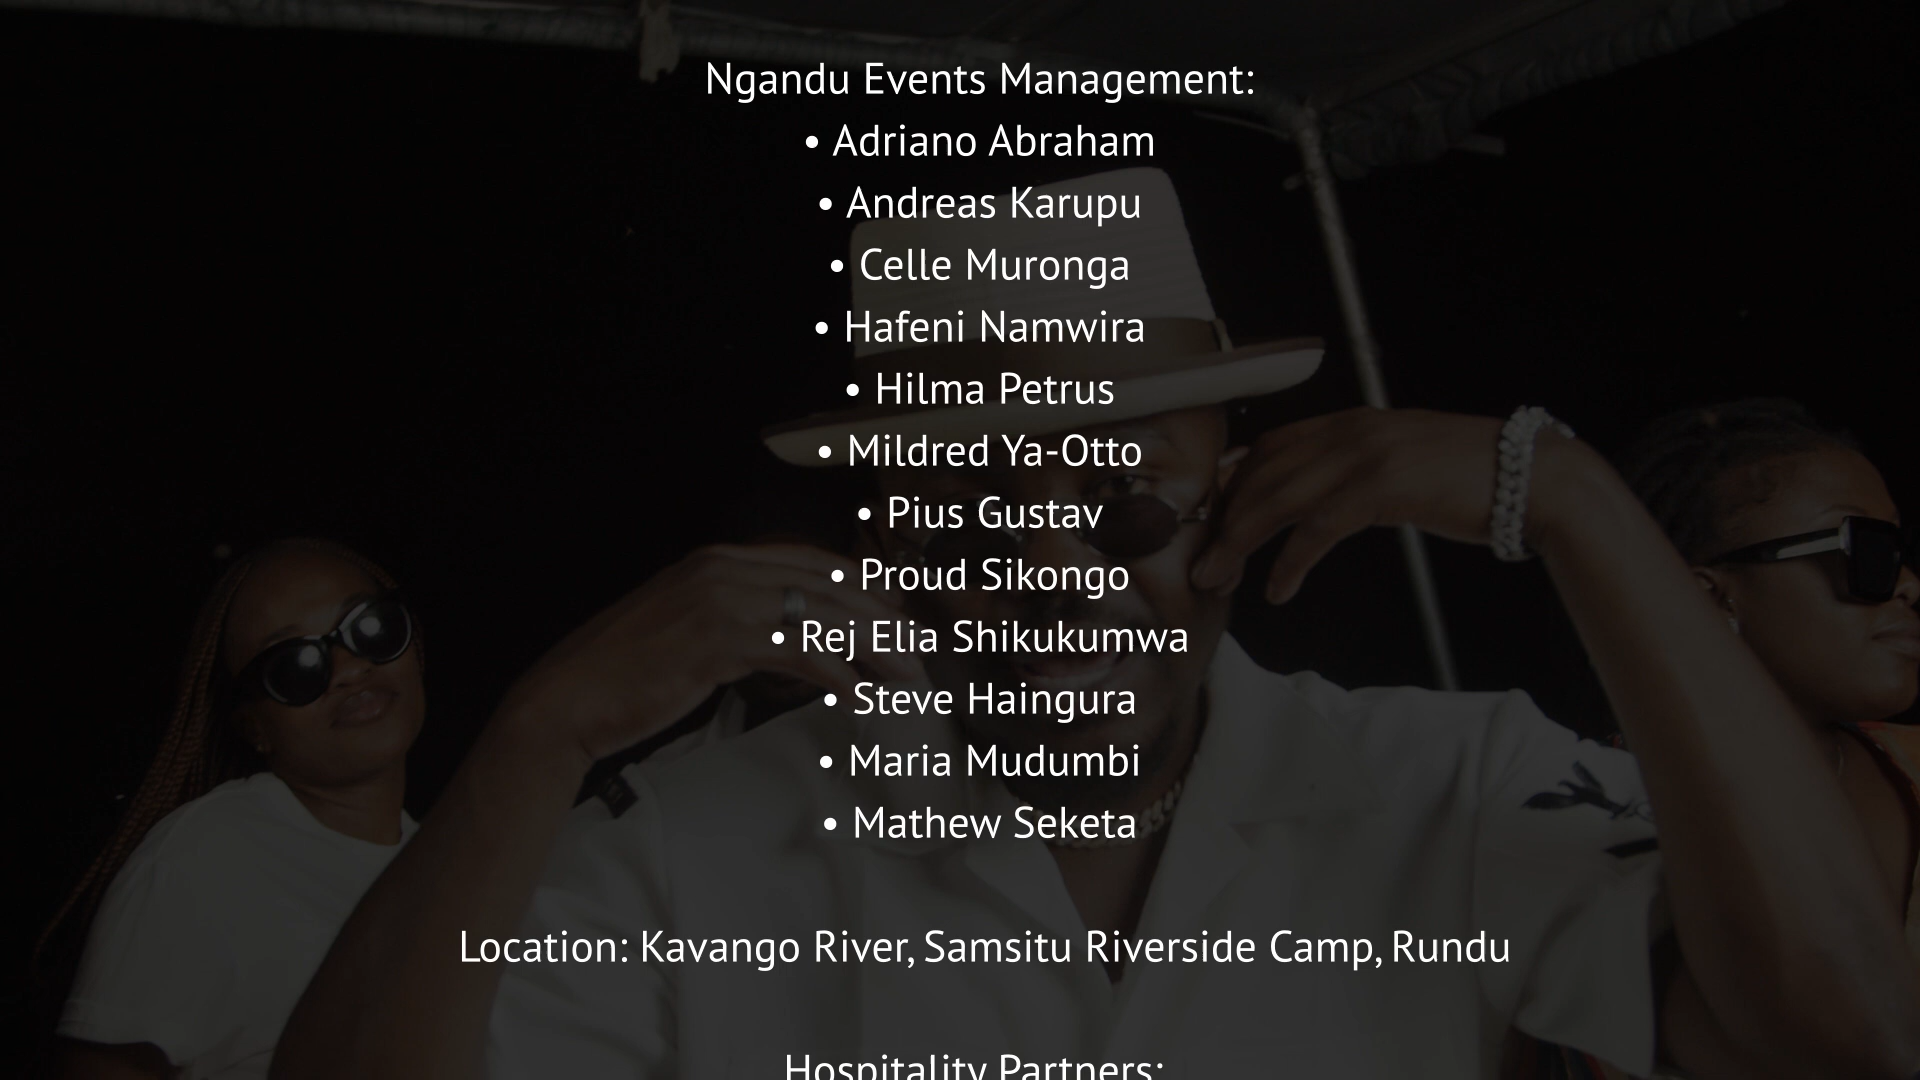 Ngandu Events Management:
• Adriano Abraham
• Andreas Karupu
• Celle Muronga
• Hafeni Namwira
• Hilma Petrus
• Mildred Ya-Otto
• Pius Gustav
• Proud Sikongo
• Rej Elia Shikukumwa
• Steve Haingura
• Maria Mudumbi
• Mathew Seketa
Location: Kavango River, Samsitu Riverside Camp, Rundu
Hospitality Partners: